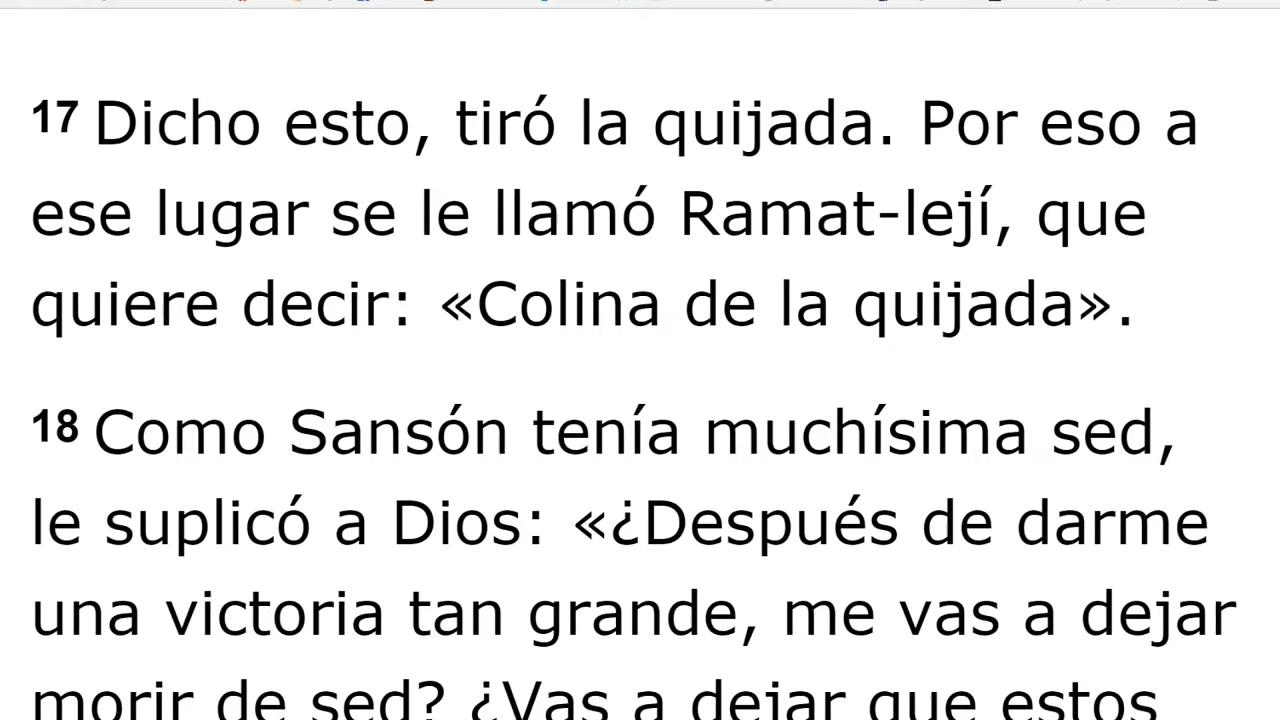 17 Dicho esto, tiró la quijada. Por eso a
ese lugar se le llamó Ramat-lejí, que
quiere decir: «Colina de la quijada».
18 Como Sansón tenía muchísima sed,
le suplicó a Dios: «¿Después de darme
una victoria tan grande, me vas a dejar
morir de sed? ¿Vas a dejar que estos